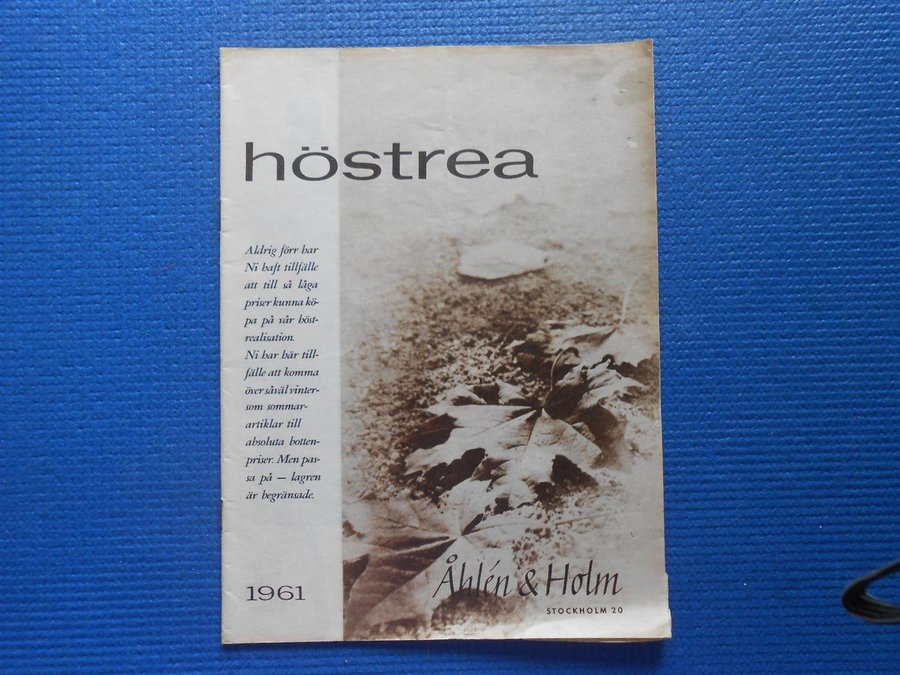 höstrea
Aldrig förr har
Ni haft tillfälle
att till så låga
priser kunna kö-
pa på vår höst-
realisation.
Ni har här till-
fälle att komma
över såväl vinter-
som sommar-
artiklar till
absoluta botten-
priser. Men pas-
sa på — lagren
är begränsade.
1961
Åhlén & Holm
STOCKHOLM 20